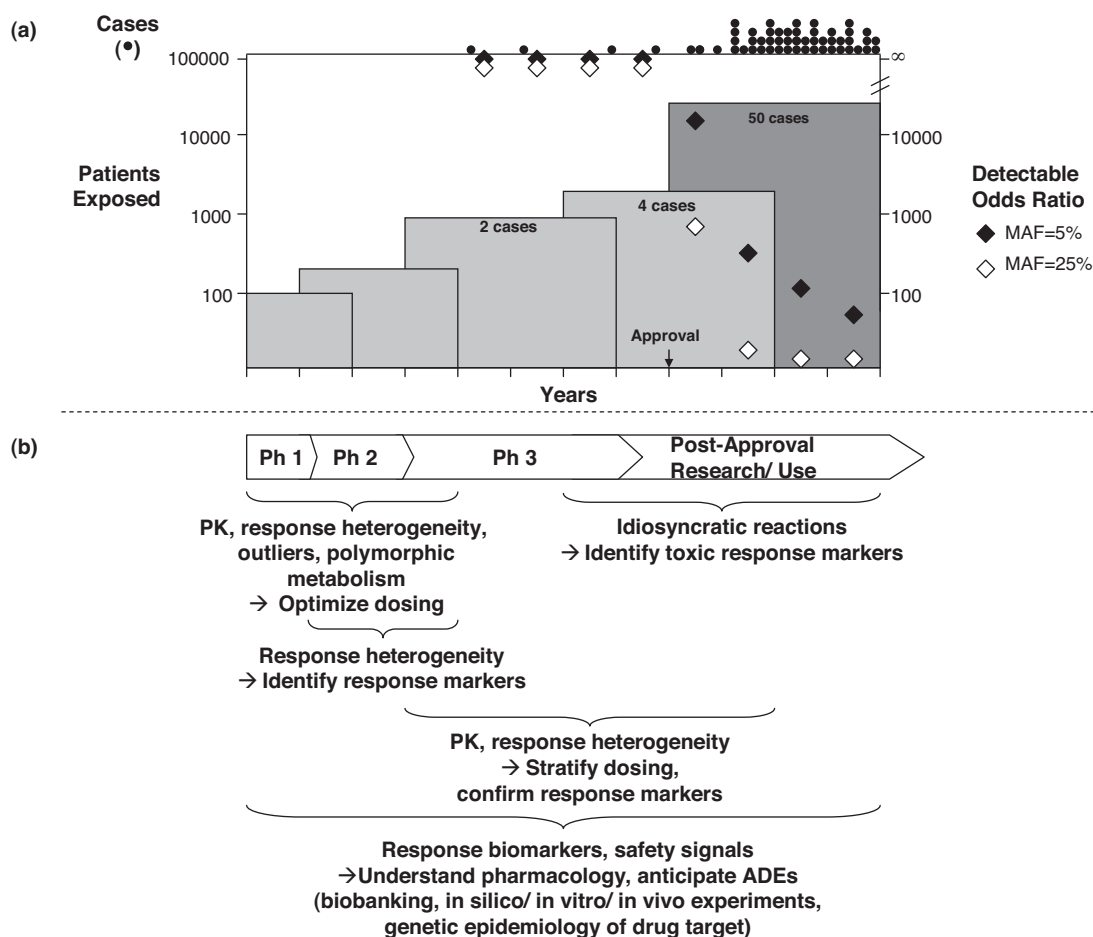 (a)
Cases
(•)
100000
10000
1000
100
Patients
Exposed
2 cases
4 cases
50 cases
Approval
Years
∞
10000
1000
100
Detectable
Odds Ratio
MAF=5%
MAF=25%
(b)
Ph 1
Ph 2
Ph 3
Post-Approval
Research/ Use
PK, response heterogeneity,
outliers, polymorphic
metabolism
→ Optimize dosing
Idiosyncratic reactions
→ Identify toxic response markers
Response heterogeneity
→ Identify response markers
PK, response heterogeneity
→ Stratify dosing,
confirm response markers
Response biomarkers, safety signals
→Understand pharmacology, anticipate ADEs
(biobanking, in silico/ in vitro/ in vivo experiments,
genetic epidemiology of drug target)